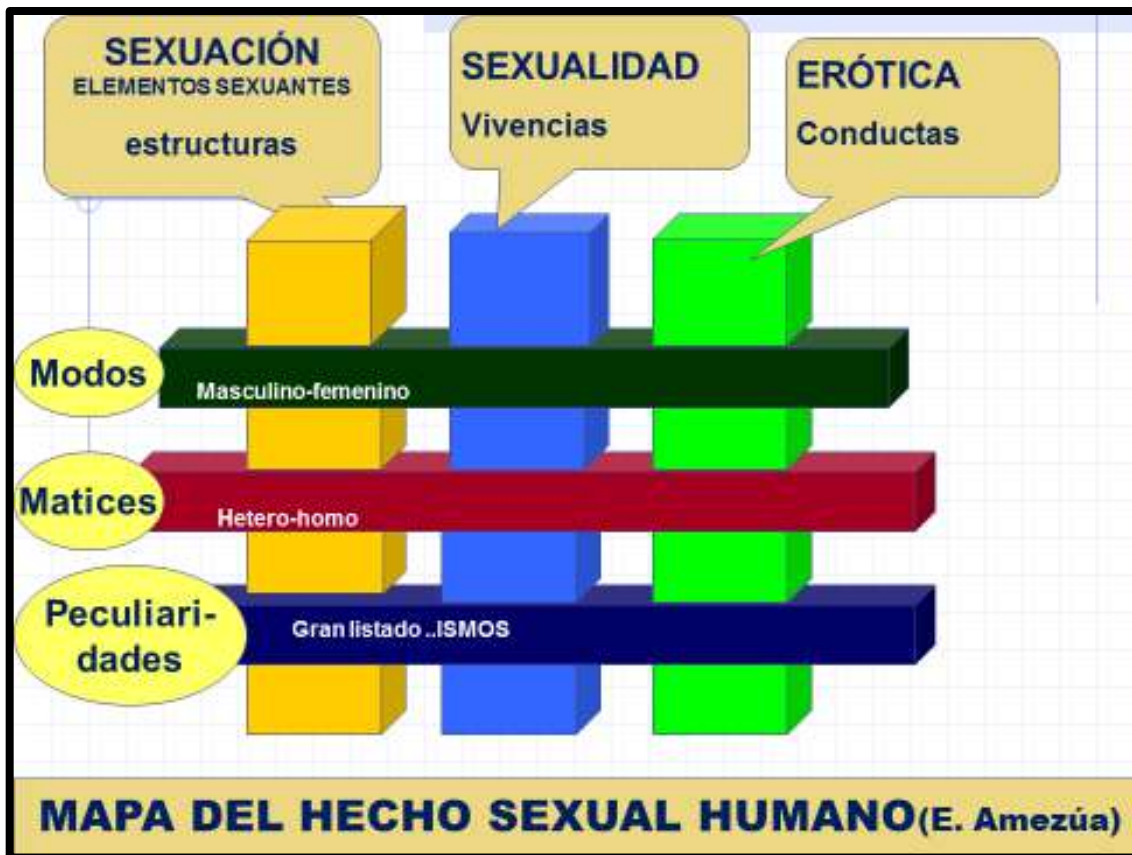 SEXUACIÓN
ELEMENTOS SEXUANTES
estructuras
SEXUALIDAD
Vivencias
ERÓTICA
Conductas
Modos
Masculino-femenino
Matices
Hetero-homo
Peculiari-
dades
Gran listado ..ISMOS
MAPA DEL HECHO SEXUAL HUMANO(E. Amezúa)